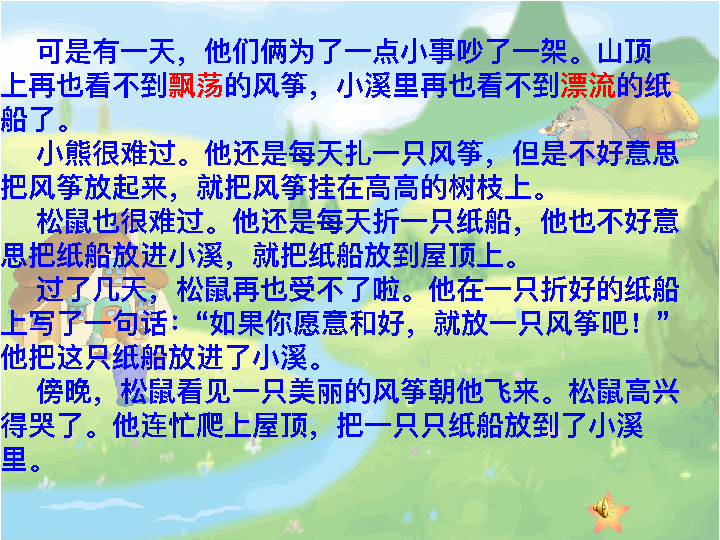 可是有一天，他们俩为了一点小事吵了一架。山顶
上再也看不到飘荡的风筝，小溪里再也看不到漂流的纸
船了。
小熊很难过。他还是每天扎一只风筝，但是不好意思
把风筝放起来，就把风筝挂在高高的树枝上。
松鼠也很难过。他还是每天折一只纸船，他也不好意
思把纸船放进小溪，就把纸船放到屋顶上。
过了几天，松鼠再也受不了啦。他在一只折好的纸船
上写了一句话：“如果你愿意和好，就放一只风筝吧！”
他把这只纸船放进了小溪。
傍晚，松鼠看见一只美丽的风筝朝他飞来。松鼠高兴
得哭了。他连忙爬上屋顶，把一只只纸船放到了小溪
里。